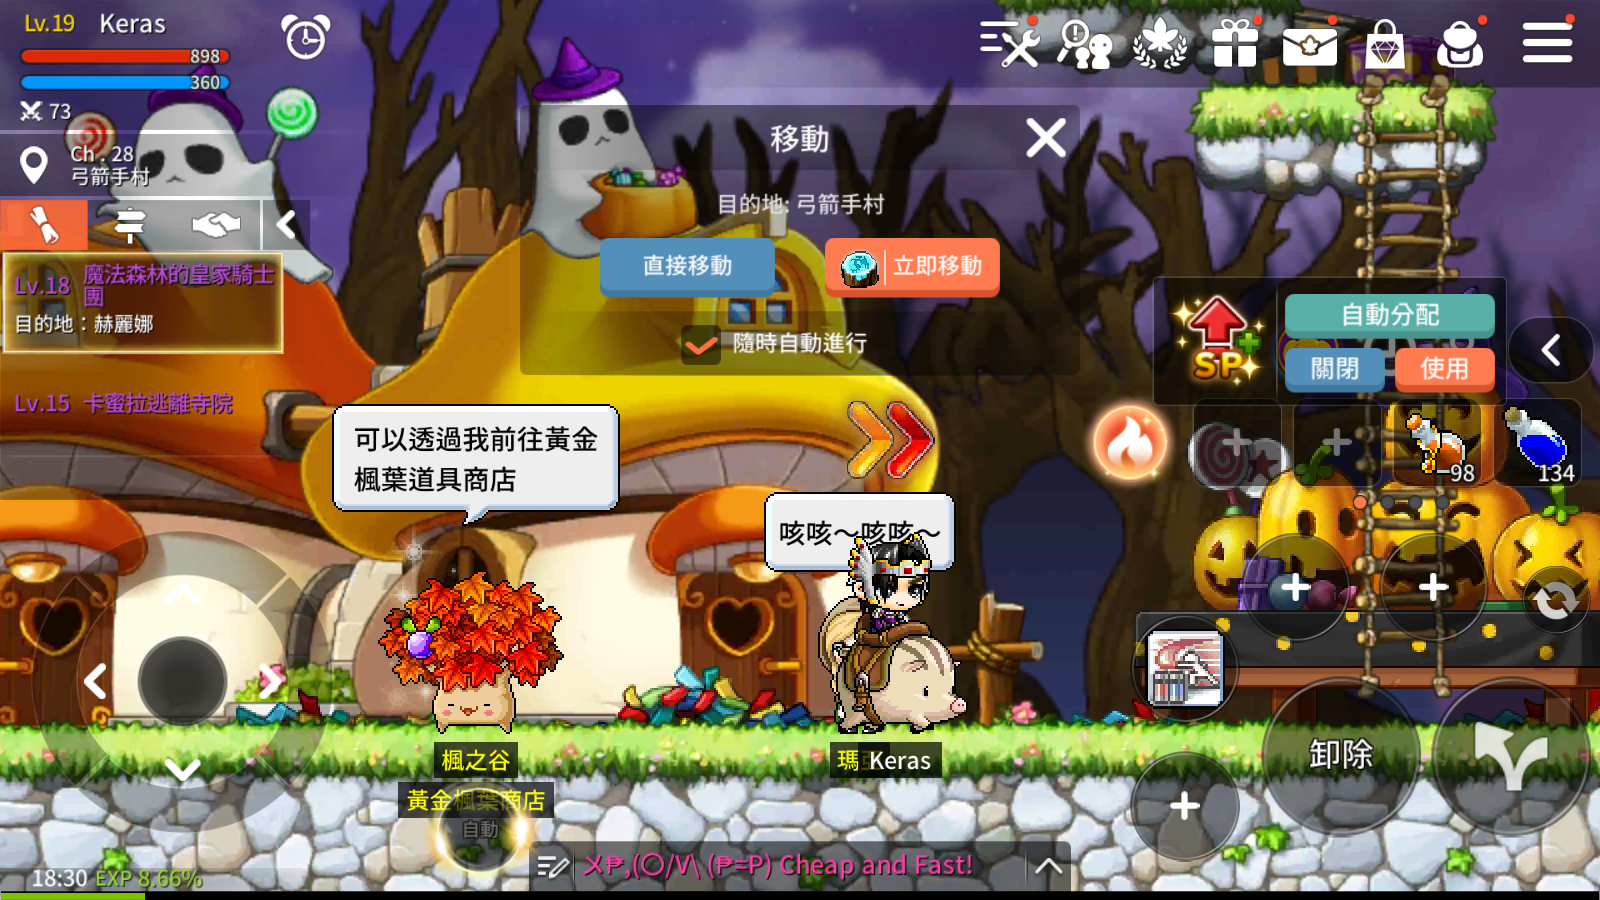 Lv.19 Keras
898
360
73
Ch . 28
弓箭手村
Lv.18 魔法森林的皇家騎士團
目的地：赫麗娜
Lv.15 卡蜜拉逃離寺院
移動
目的地: 弓箭手村
直接移動
立即移動
隨時自動進行
SP
自動分配
關閉
使用
98
134
可以透過我前往黃金
楓葉道具商店
咳咳～咳咳～
楓之谷
黃金楓葉商店
自動
瑪
Keras
卸除
18:30 EXP 8.66%
Cheap and Fast!